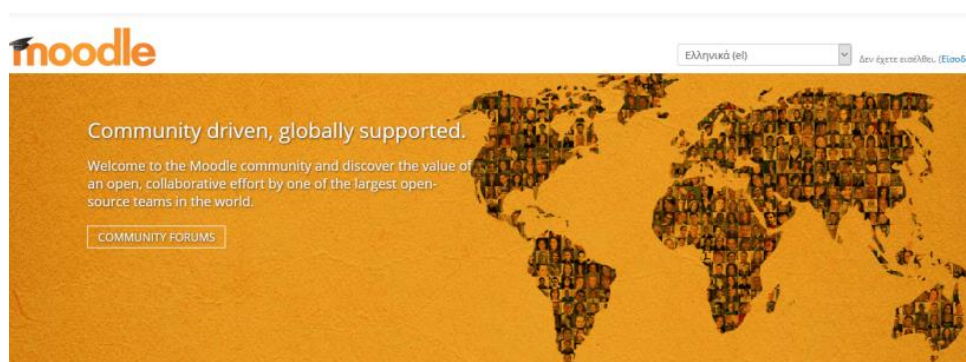 moodle
Ελληνικά (el)
Δεν έχετε εισέλθει. (Είσοδ
Community driven, globally supported.
Welcome to the Moodle community and discover the value of
an open, collaborative effort by one of the largest open-
source teams in the world.
COMMUNITY FORUMS